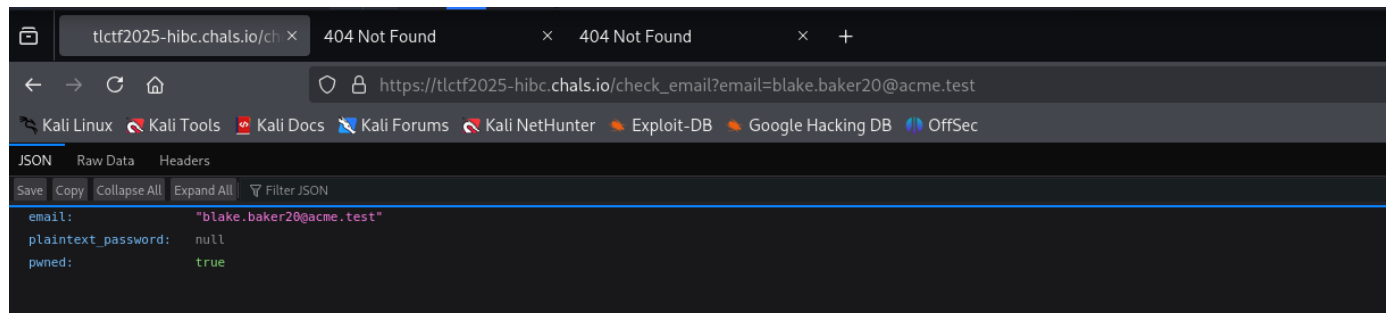 tlctf2025-hibc.chals.io/ch × 404 Not Found × 404 Not Found × +
https://tlctf2025-hibc.chals.io/check_email?email=blake.baker20@acme.test
Kali Linux Kali Tools Kali Docs Kali Forums Kali NetHunter Exploit-DB Google Hacking DB OffSec
JSON Raw Data Headers
Save Copy Collapse All Expand All Filter JSON
email: "blake.baker20@acme.test"
plaintext_password: null
pwned: true